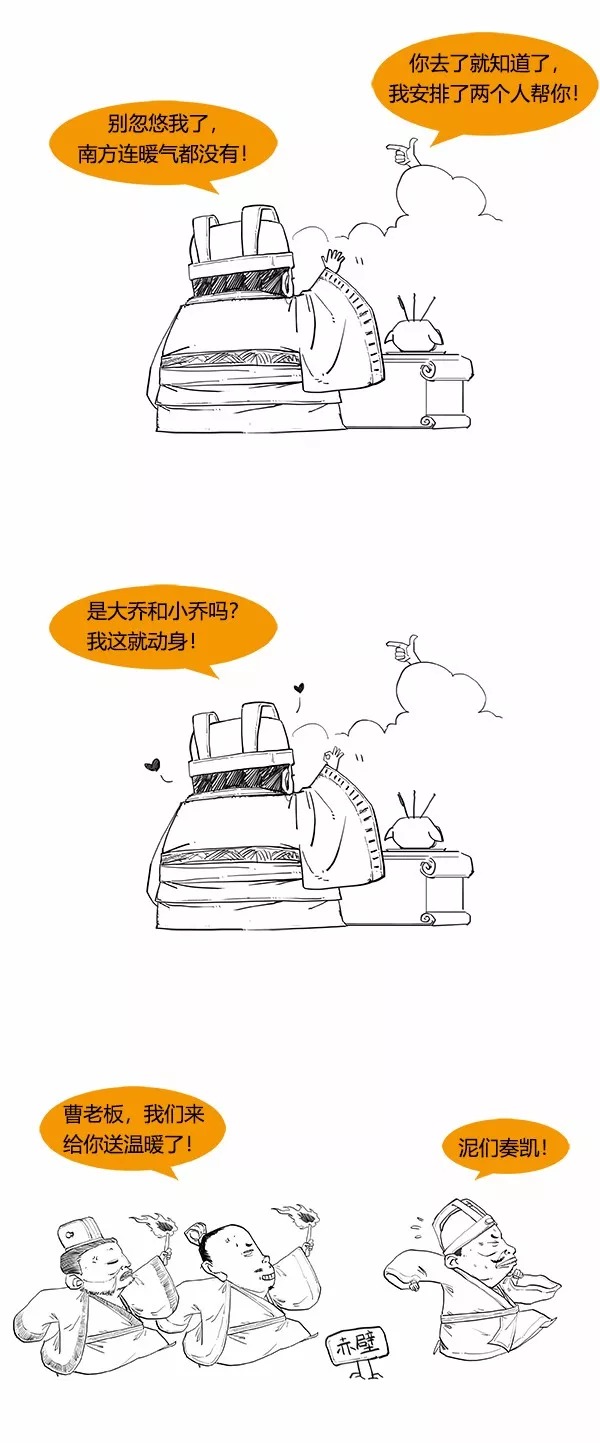 你去了就知道了，
我安排了两个人帮你！
别忽悠我了，
南方连暖气都没有！
是大乔和小乔吗？
我这就动身！
曹老板，我们来
给你送温暖了！
泥们奏凯！
赤壁